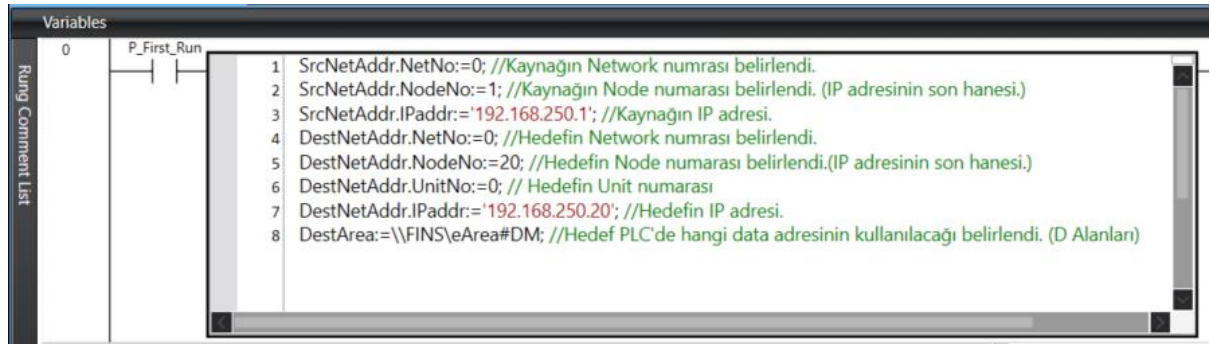 Variables
Rung Comment List
0
P_First_Run
1 SrcNetAddr.NetNo:=0; //Kaynağın Network numrası belirlendi.
2 SrcNetAddr.NodeNo:=1; //Kaynağın Node numarası belirlendi. (IP adresinin son hanesi.)
3 SrcNetAddr.IPaddr:='192.168.250.1'; //Kaynağın IP adresi.
4 DestNetAddr.NetNo:=0; //Hedefin Network numrası belirlendi.
5 DestNetAddr.NodeNo:=20; //Hedefin Node numarası belirlendi.(IP adresinin son hanesi.)
6 DestNetAddr.UnitNo:=0; // Hedefin Unit numarası
7 DestNetAddr.IPaddr:='192.168.250.20'; //Hedefin IP adresi.
8 DestArea:=\\FINS\eArea#DM; //Hedef PLC'de hangi data adresinin kullanılacağı belirlendi. (D Alanları)